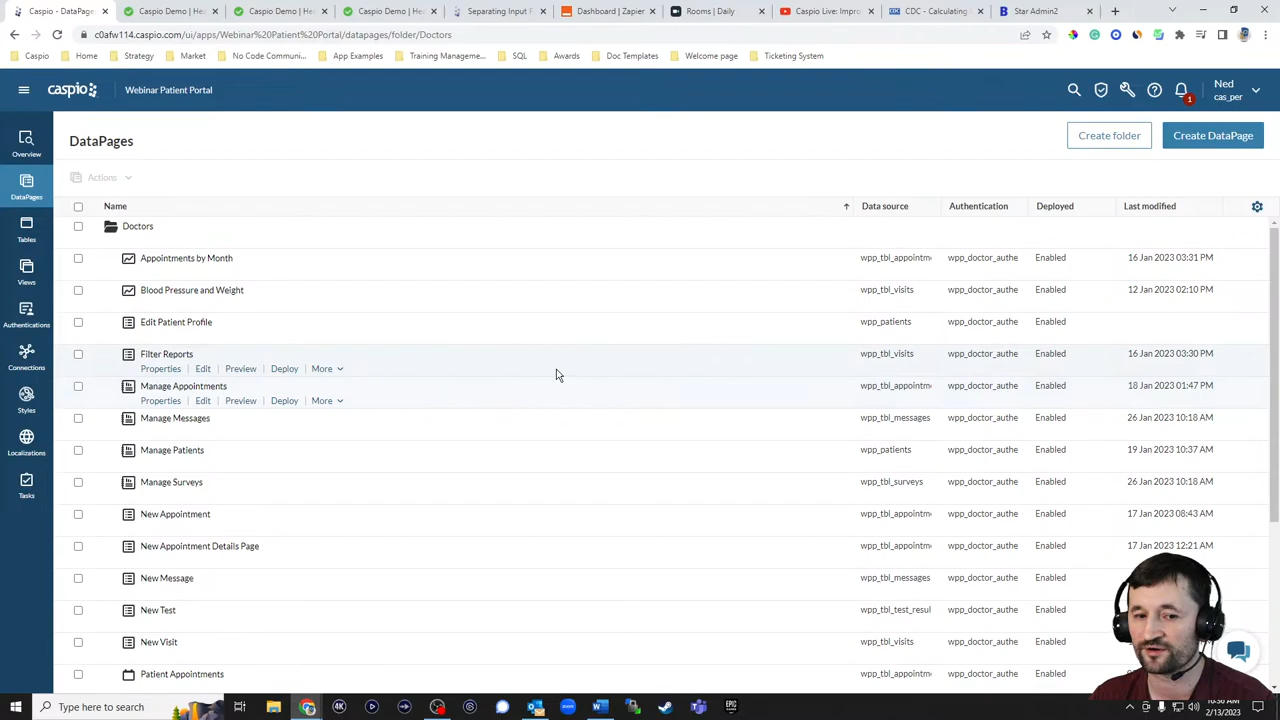 Caspio - DataPages
Caspio Demo | Hea
Caspio Demo | He
Caspio Demo | Hea
Separating Input F
Dashboard | Zapier
Rooms | Daily
Caspio Live: Impro
CDC - Calculating
Star Admin2
c0afw114.caspio.com/ui/apps/Webinar%20Patient%20Portal/datapages/folder/Doctors
Caspio
Home
Strategy
Market
No Code Communi...
App Examples
Training Manageme...
SQL
Awards
Doc Templates
Welcome page
Ticketing System
caspio
Webinar Patient Portal
1
Ned
cas_per
Overview
DataPages
Tables
Views
Authentications
Connections
Styles
Localizations
Tasks
DataPages
Create folder
Create DataPage
Actions
Name Data source Authentication Deployed Last modified
Doctors
Appointments by Month wpp_tbl_appointm wpp_doctor_authe Enabled 16 Jan 2023 03:31 PM
Blood Pressure and Weight wpp_tbl_visits wpp_doctor_authe Enabled 12 Jan 2023 02:10 PM
Edit Patient Profile wpp_patients wpp_doctor_authe Enabled
Filter Reports wpp_tbl_visits wpp_doctor_authe Enabled 16 Jan 2023 03:30 PM
Properties Edit Preview Deploy More
Manage Appointments wpp_tbl_appointm wpp_doctor_authe Enabled 18 Jan 2023 01:47 PM
Properties Edit Preview Deploy More
Manage Messages wpp_tbl_messages wpp_doctor_authe Enabled 26 Jan 2023 10:18 AM
Manage Patients wpp_patients wpp_doctor_authe Enabled 19 Jan 2023 10:37 AM
Manage Surveys wpp_tbl_surveys wpp_doctor_authe Enabled 26 Jan 2023 10:18 AM
New Appointment wpp_tbl_appointm wpp_doctor_authe Enabled 17 Jan 2023 08:43 AM
New Appointment Details Page wpp_tbl_appointm wpp_doctor_authe Enabled 17 Jan 2023 12:21 AM
New Message wpp_tbl_messages wpp_doctor_authe Enabled
New Test wpp_tbl_test_resul wpp_doctor_authe Enabled
New Visit wpp_tbl_visits wpp_doctor_authe Enabled
Patient Appointments wpp_tbl_appointm wpp_doctor_authe Enabled
Type here to search
4K
EPIC
2/13/2023